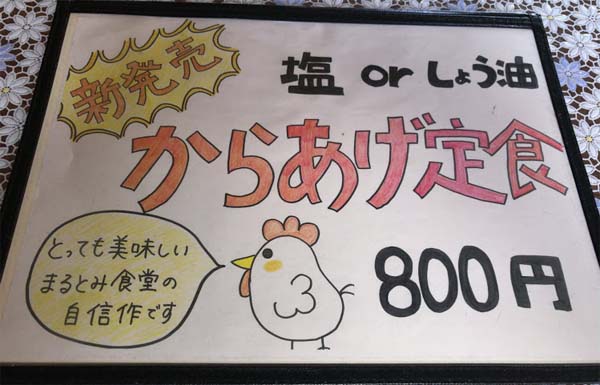 新発売
塩 or しょう油
からあげ定食
とっても美味しい
まるとみ食堂の
自信作です
800円